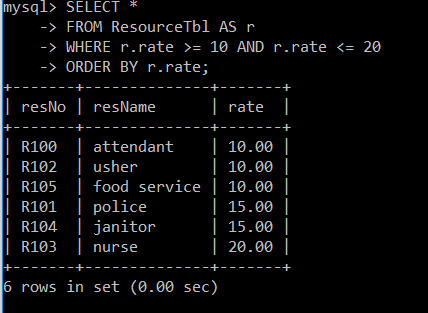 mysql> SELECT *
    -> FROM ResourceTbl AS r
    -> WHERE r.rate >= 10 AND r.rate <= 20
    -> ORDER BY r.rate;
+-------+--------------+-------+
| resNo | resName      | rate  |
+-------+--------------+-------+
| R100  | attendant    | 10.00 |
| R102  | usher        | 10.00 |
| R105  | food service | 10.00 |
| R101  | police       | 15.00 |
| R104  | janitor      | 15.00 |
| R103  | nurse        | 20.00 |
+-------+--------------+-------+
6 rows in set (0.00 sec)